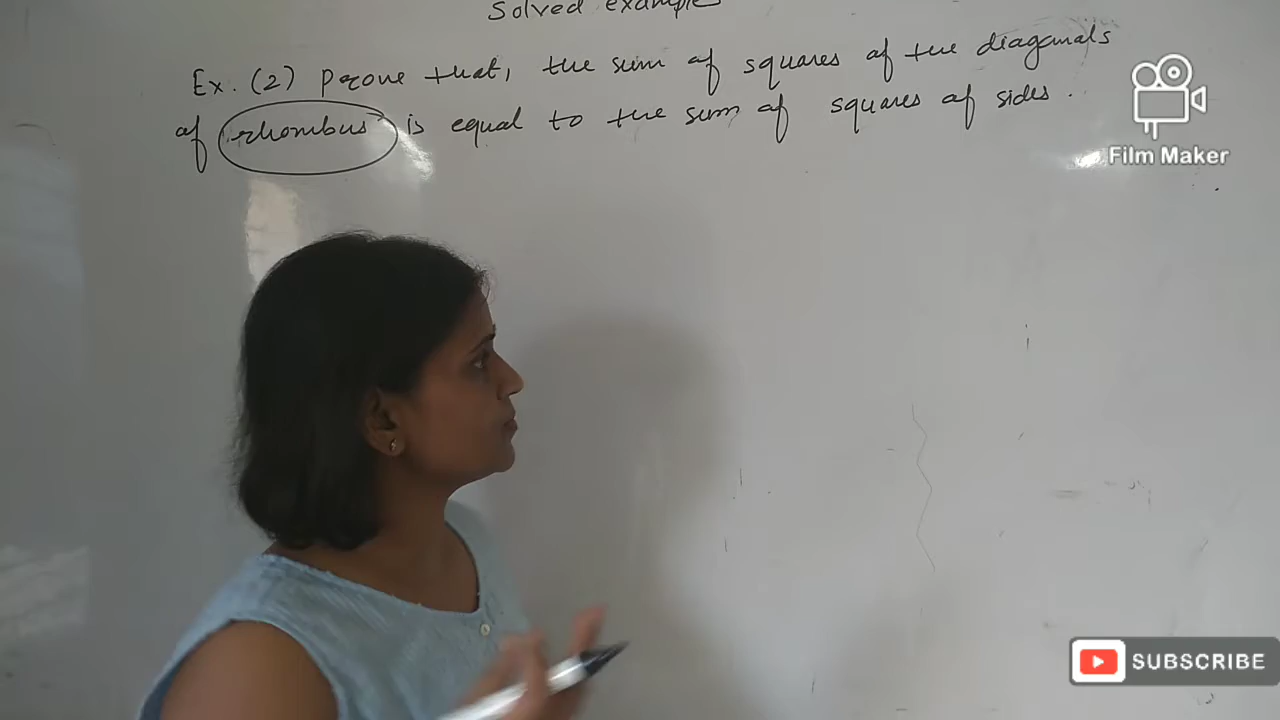 Solved example
Ex. (2) Prove that, the sum of squares of the diagonals
of rhombus is equal to the sum of squares of sides.
Film Maker
SUBSCRIBE